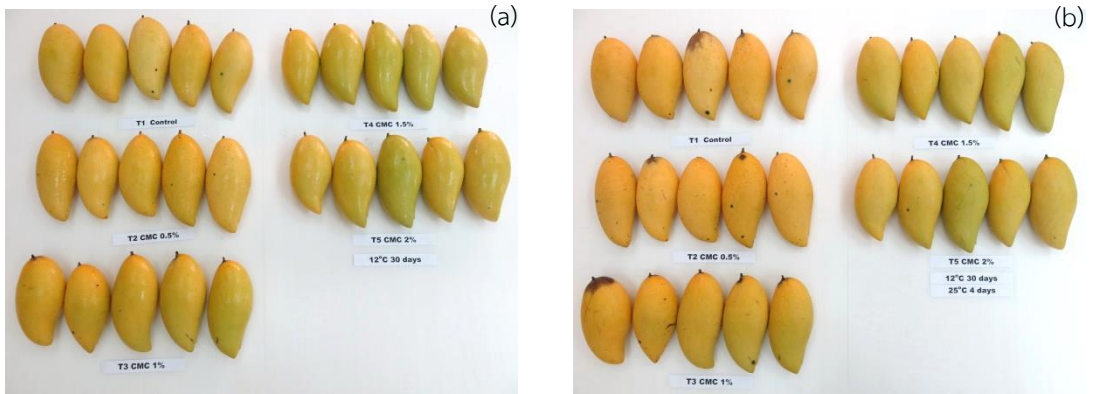 (a)
T1 Control
T4 CMC 1.5%
T2 CMC 0.5%
T5 CMC 2%
12°C 30 days
T3 CMC 1%
(b)
T1 Control
T4 CMC 1.5%
T2 CMC 0.5%
T5 CMC 2%
12°C 30 days
25°C 4 days
T3 CMC 1%